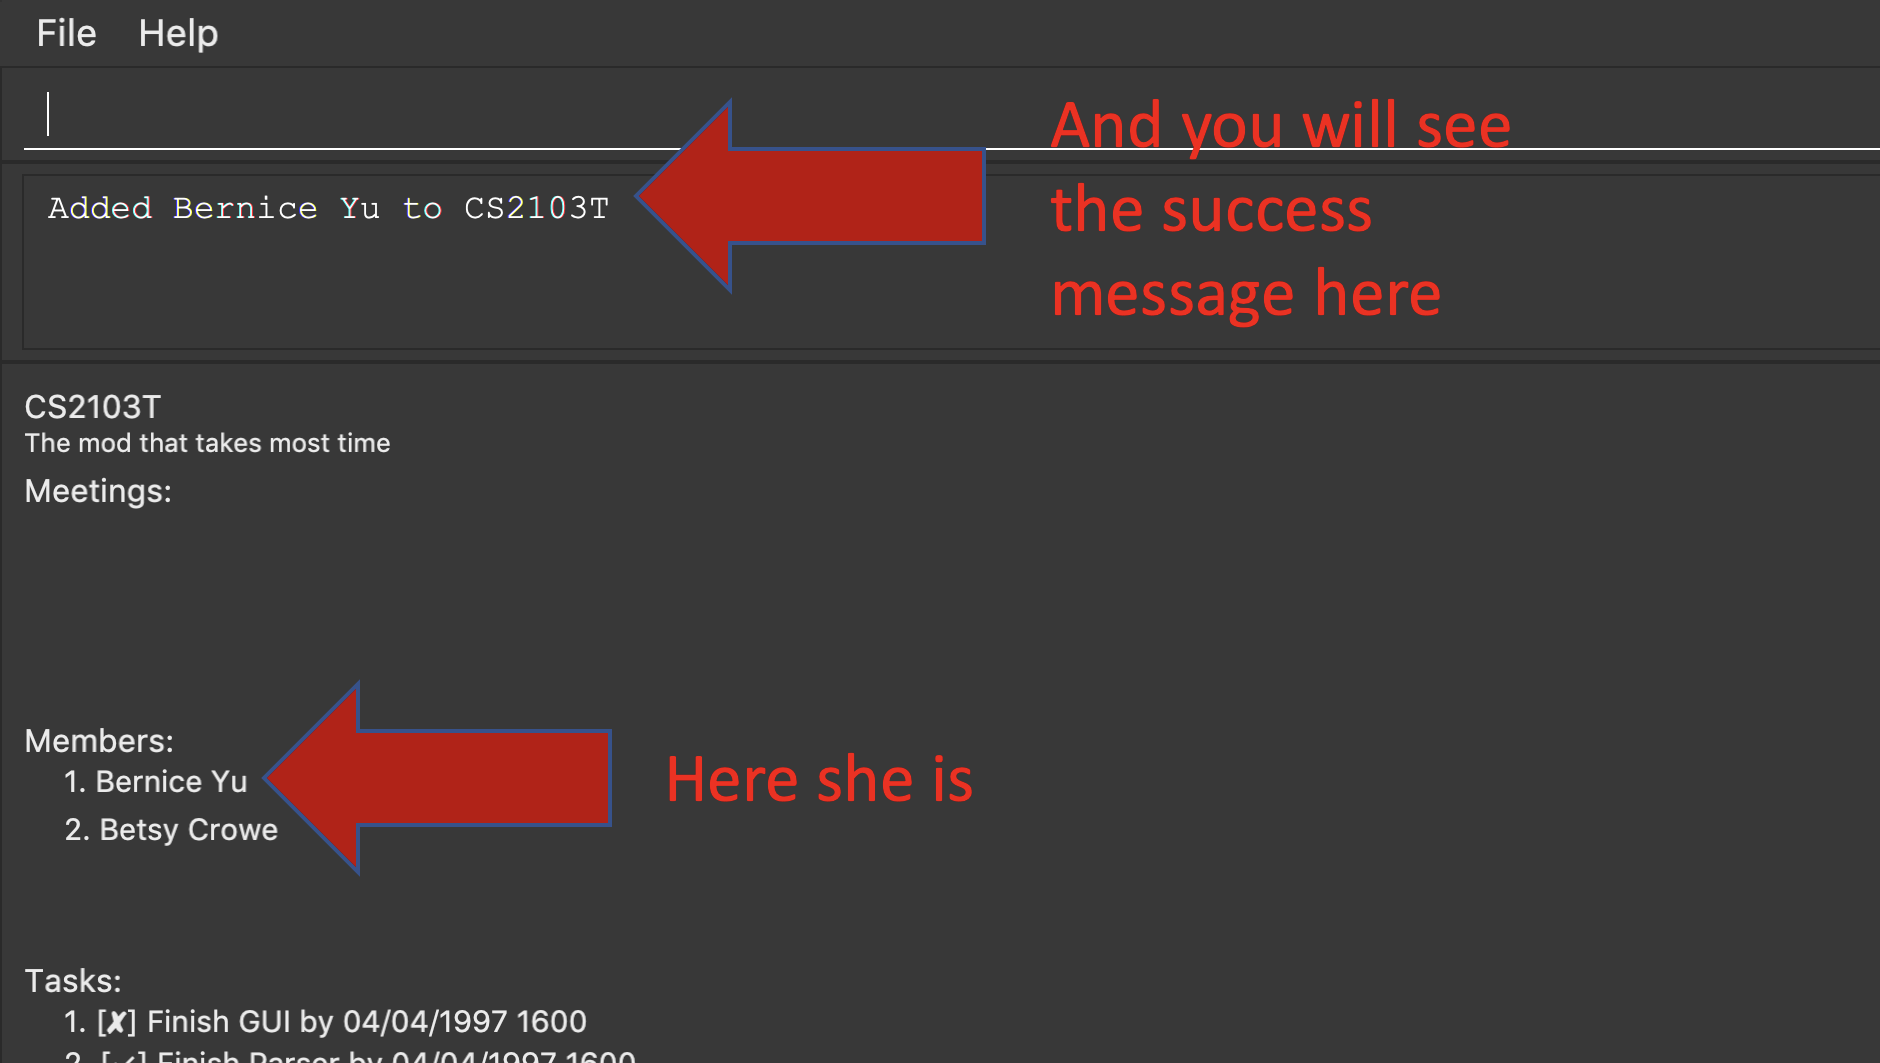 File Help
And you will see
the success
message here
Added Bernice Yu to CS2103T
CS2103T
The mod that takes most time
Meetings:
Members:
1. Bernice Yu
Here she is
2. Betsy Crowe
Tasks:
1. [✘] Finish GUI by 04/04/1997 1600
2. [✓] Finish Parser by 04/04/1997 1600